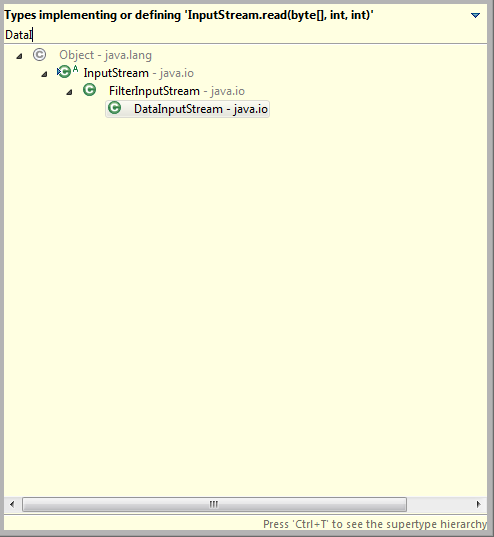 Types implementing or defining 'InputStream.read(byte[], int, int)'
DataI
Object - java.lang
InputStream - java.io
FilterInputStream - java.io
DataInputStream - java.io
Press 'Ctrl+T' to see the supertype hierarchy